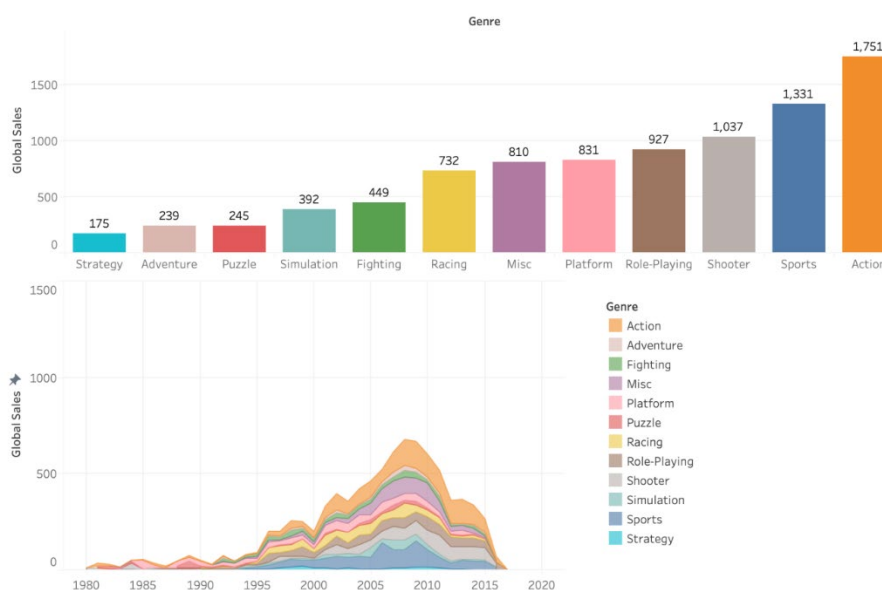 Genre
1,751
1,331
1,037
927
831
810
732
449
392
245
239
175
1500
1000
500
0
Global Sales
Strategy Adventure Puzzle Simulation Fighting Racing Misc Platform Role-Playing Shooter Sports Action
1500
1000
500
0
Global Sales
1980 1985 1990 1995 2000 2005 2010 2015 2020
Genre
Action
Adventure
Fighting
Misc
Platform
Puzzle
Racing
Role-Playing
Shooter
Simulation
Sports
Strategy